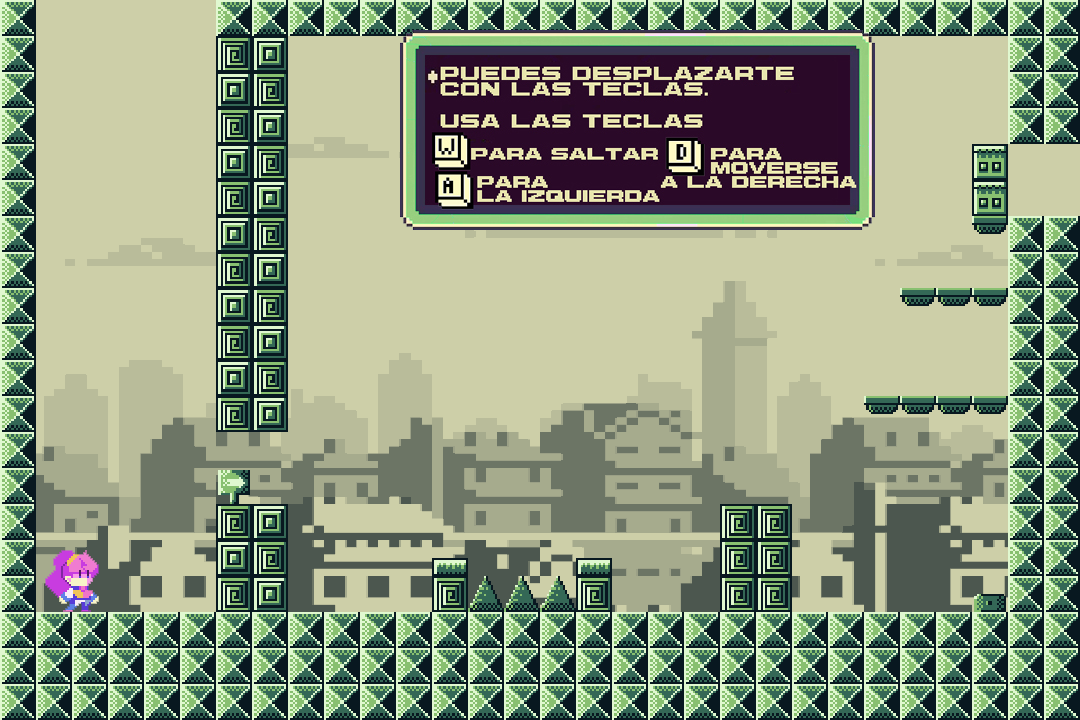 PUEDES DESPLAZARTE
CON LAS TECLAS.
USA LAS TECLAS
W PARA SALTAR D PARA
MOVERSE
A PARA A LA DERECHA
LA IZQUIERDA